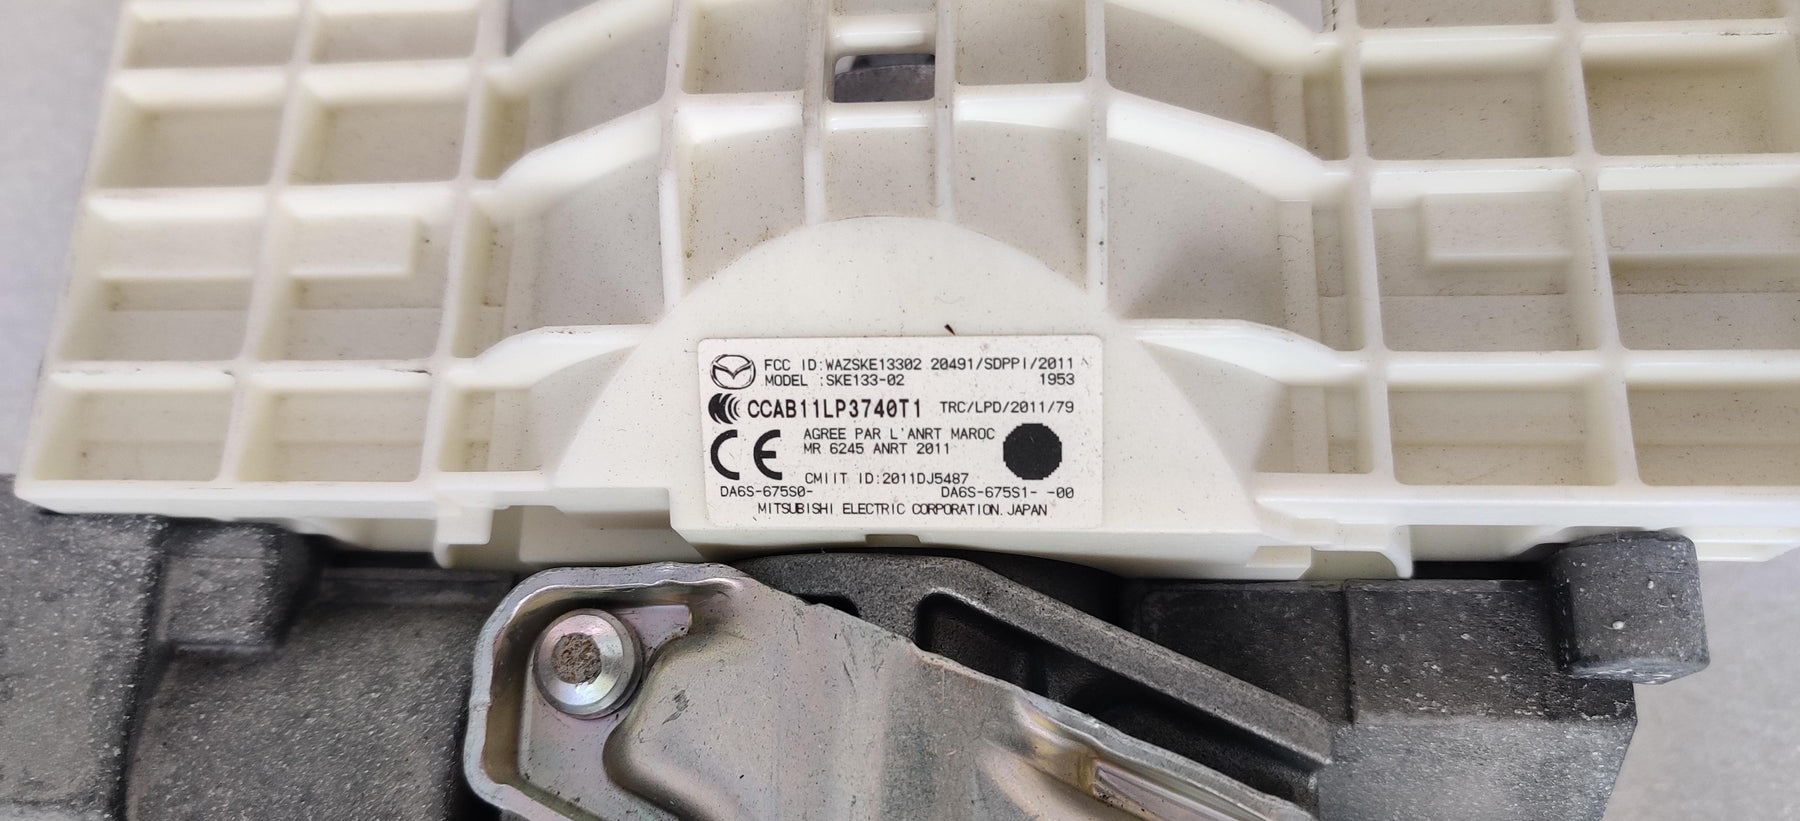 FCC ID:WAZSKE13302 20491/SDPPI/2011
MODEL :SKE133-02 1953
CCAB11LP3740T1 TRC/LPD/2011/79
CE AGREE PAR L'ANRT MAROC
MR 6245 ANRT 2011
CMIIT ID:2011DJ5487
DA6S-675S0- DA6S-675S1- -00
MITSUBISHI ELECTRIC CORPORATION. JAPAN